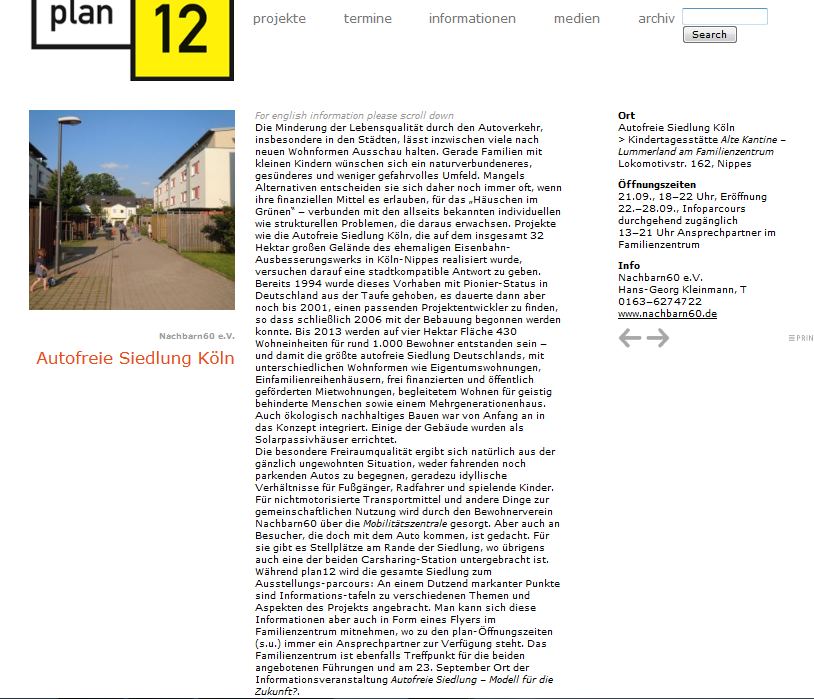 plan
12
projekte termine informationen medien archiv
Search
For english information please scroll down
Die Minderung der Lebensqualität durch den Autoverkehr,
insbesondere in den Städten, lässt inzwischen viele nach
neuen Wohnformen Ausschau halten. Gerade Familien mit
kleinen Kindern wünschen sich ein naturverbundeneres,
gesünderes und weniger gefahrvolles Umfeld. Mangels
Alternativen entscheiden sie sich daher noch immer oft, wenn
ihre finanziellen Mittel es erlauben, für das „Häuschen im
Grünen“ – verbunden mit den allseits bekannten individuellen
wie strukturellen Problemen, die daraus erwachsen. Projekte
wie die Autofreie Siedlung Köln, die auf dem insgesamt 32
Hektar großen Gelände des ehemaligen Eisenbahn-
Ausbesserungswerks in Köln-Nippes realisiert wurde,
versuchen darauf eine stadtkompatible Antwort zu geben.
Bereits 1994 wurde dieses Vorhaben mit Pionier-Status in
Deutschland aus der Taufe gehoben, es dauerte dann aber
noch bis 2001, einen passenden Projektentwickler zu finden,
so dass schließlich 2006 mit der Bebauung begonnen werden
konnte. Bis 2013 werden auf vier Hektar Fläche 430
Wohneinheiten für rund 1.000 Bewohner entstanden sein –
und damit die größte autofreie Siedlung Deutschlands, mit
unterschiedlichen Wohnformen wie Eigentumswohnungen,
Einfamilienreihenhäusern, frei finanzierten und öffentlich
geförderten Mietwohnungen, begleitetem Wohnen für geistig
behinderte Menschen sowie einem Mehrgenerationenhaus.
Auch ökologisch nachhaltiges Bauen war von Anfang an in
das Konzept integriert. Einige der Gebäude wurden als
Solarpassivhäuser errichtet.
Die besondere Freiraumqualität ergibt sich natürlich aus der
gänzlich ungewohnten Situation, weder fahrenden noch
parkenden Autos zu begegnen, geradezu idyllische
Verhältnisse für Fußgänger, Radfahrer und spielende Kinder.
Für nichtmotorisierte Transportmittel und andere Dinge zur
gemeinschaftlichen Nutzung wird durch den Bewohnerverein
Nachbarn60 über die Mobilitätszentrale gesorgt. Aber auch an
Besucher, die doch mit dem Auto kommen, ist gedacht. Für
sie gibt es Stellplätze am Rande der Siedlung, wo übrigens
auch eine der beiden Carsharing-Station untergebracht ist.
Während plan12 wird die gesamte Siedlung zum
Ausstellungs-parcours: An einem Dutzend markanter Punkte
sind Informations-tafeln zu verschiedenen Themen und
Aspekten des Projekts angebracht. Man kann sich diese
Informationen aber auch in Form eines Flyers im
Familienzentrum mitnehmen, wo zu den plan-Öffnungszeiten
(s.u.) immer ein Ansprechpartner zur Verfügung steht. Das
Familienzentrum ist ebenfalls Treffpunkt für die beiden
angebotenen Führungen und am 23. September Ort der
Informationsveranstaltung Autofreie Siedlung – Modell für die
Zukunft?.
Nachbarn60 e.V.
Autofreie Siedlung Köln
Ort
Autofreie Siedlung Köln
> Kindertagesstätte Alte Kantine –
Lummerland am Familienzentrum
Lokomotivstr. 162, Nippes
Öffnungszeiten
21.09., 18–22 Uhr, Eröffnung
22.–28.09., Infoparcours
durchgehend zugänglich
13–21 Uhr Ansprechpartner im
Familienzentrum
Info
Nachbarn60 e.V.
Hans-Georg Kleinmann, T
0163–6274722
www.nachbarn60.de
PRIN